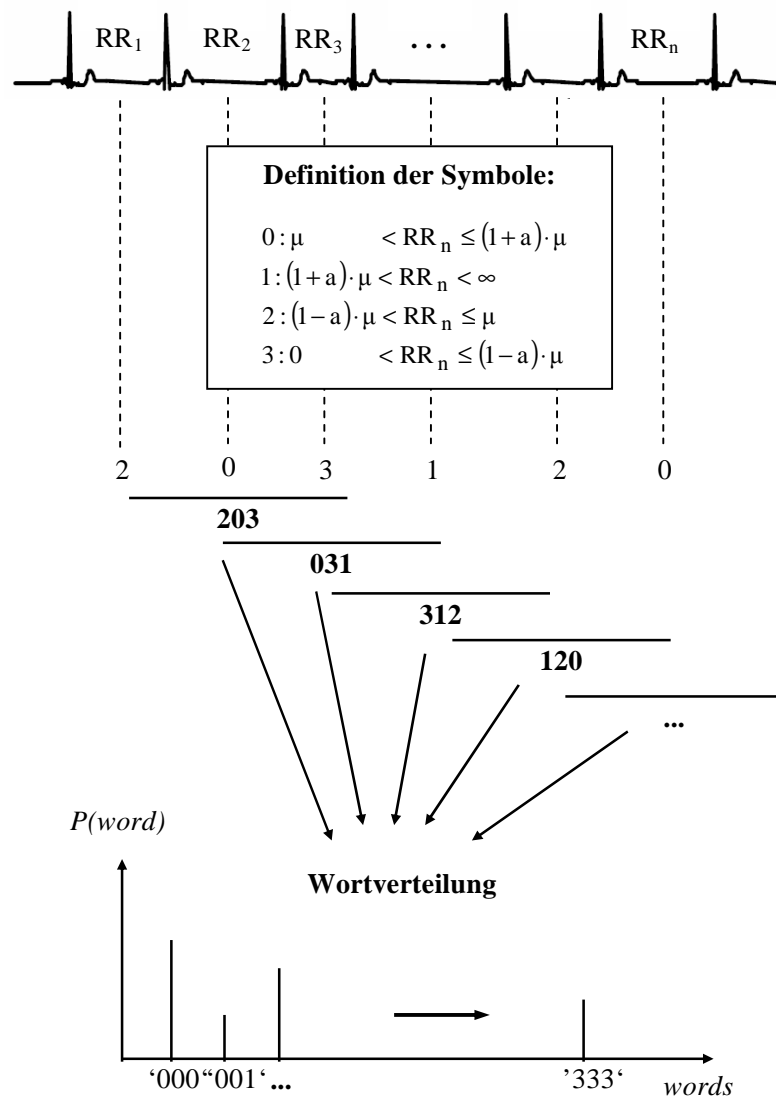 RR₁ RR₂ RR₃ ... RRₙ
Definition der Symbole:
0 : μ < RRₙ ≤ (1+a)·μ
1 : (1+a)·μ < RRₙ < ∞
2 : (1−a)·μ < RRₙ ≤ μ
3 : 0 < RRₙ ≤ (1−a)·μ
2 0 3 1 2 0
203
031
312
120
...
P(word)
Wortverteilung
‘000“001‘ ... ’333‘
words